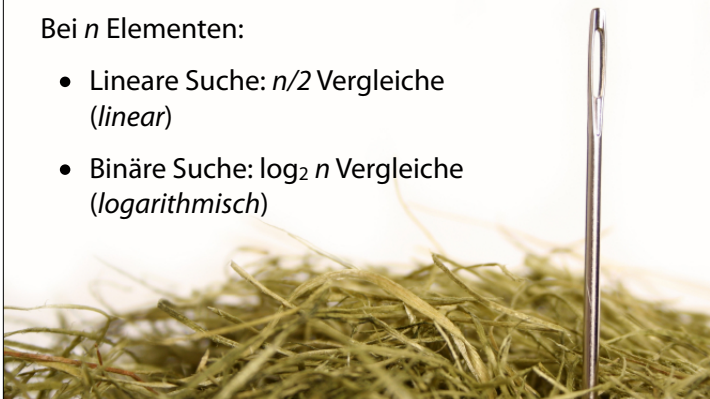 Bei n Elementen:
• Lineare Suche: n/2 Vergleiche
(linear)
• Binäre Suche: log₂ n Vergleiche
(logarithmisch)